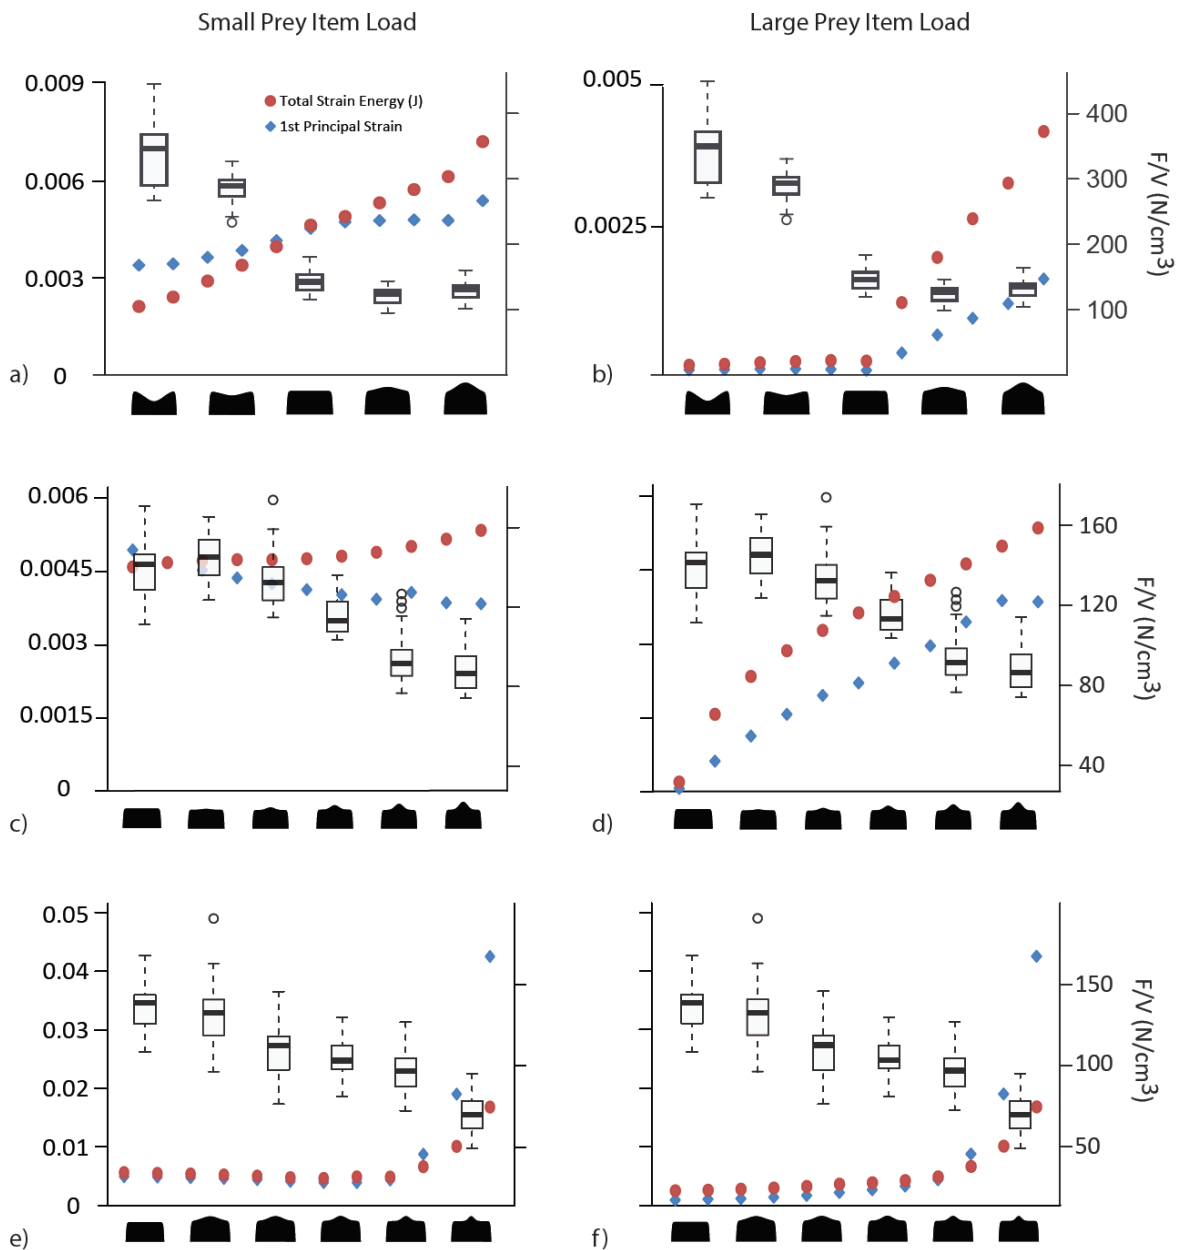 Small Prey Item Load
Large Prey Item Load
0.009
0.006
0.003
0
a)
Total Strain Energy (J)
1st Principal Strain
0.005
0.0025
b)
400
300
200
100
F/V (N/cm3)
0.006
0.0045
0.003
0.0015
0
c)
d)
160
120
80
40
F/V (N/cm3)
0.05
0.04
0.03
0.02
0.01
0
e)
f)
150
100
50
F/V (N/cm3)